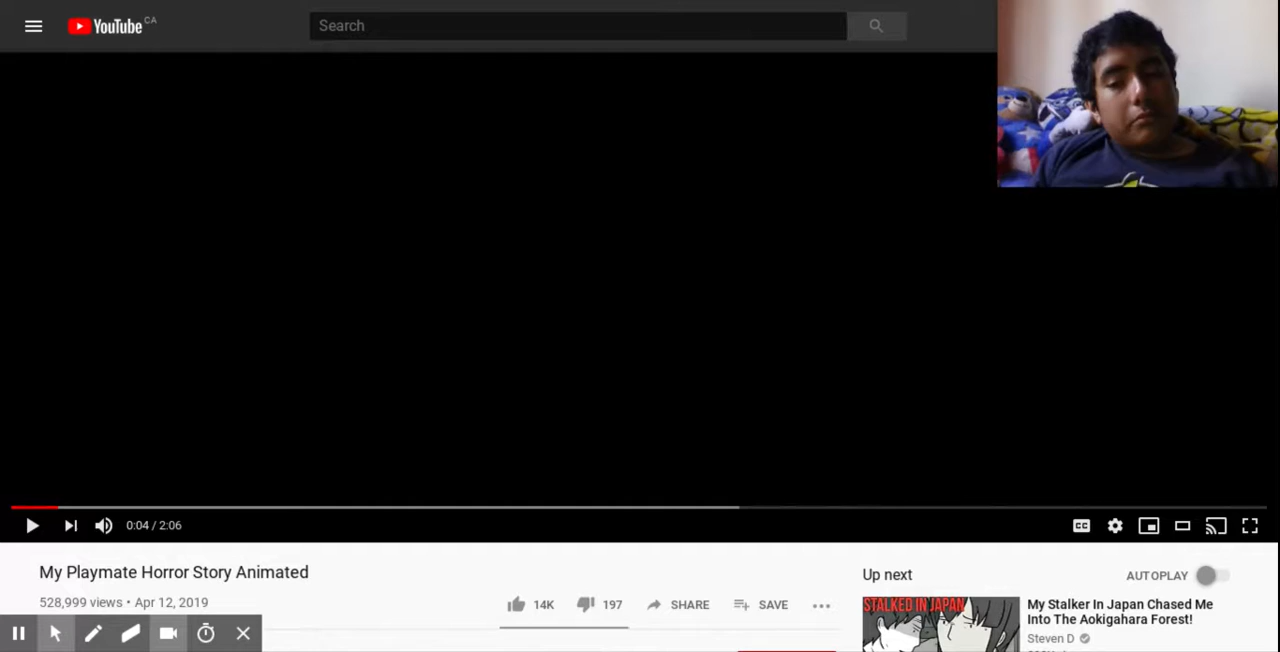 YouTube CA
Search
0:04 / 2:06
CC
My Playmate Horror Story Animated
528,999 views • Apr 12, 2019
14K
197
SHARE
SAVE
Up next
AUTOPLAY
STALKED IN JAPAN
My Stalker In Japan Chased Me
Into The Aokigahara Forest!
Steven D